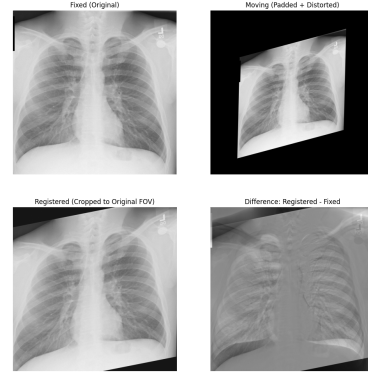 Fixed (Original)
Moving (Padded + Distorted)
Registered (Cropped to Original FOV)
Difference: Registered - Fixed